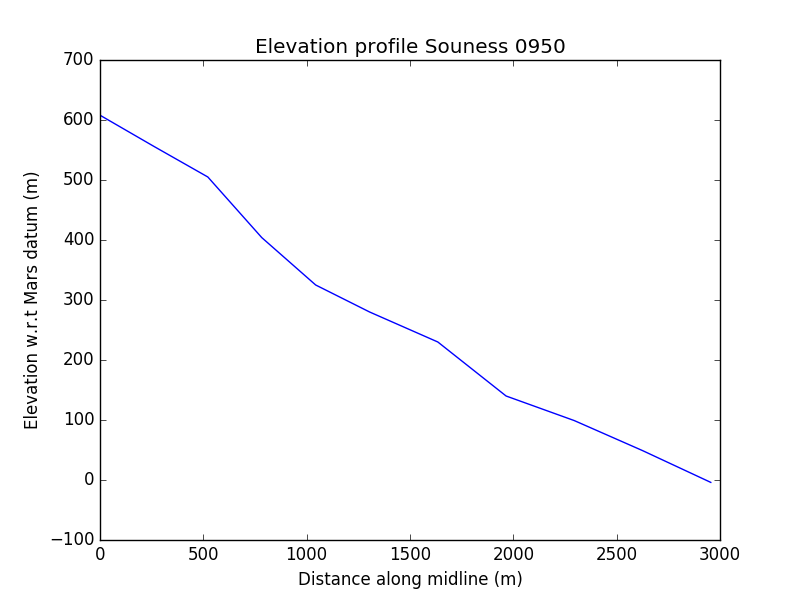 Elevation profile Souness 0950
700
600
500
400
300
200
100
0
−100
Elevation w.r.t Mars datum (m)
0 500 1000 1500 2000 2500 3000
Distance along midline (m)